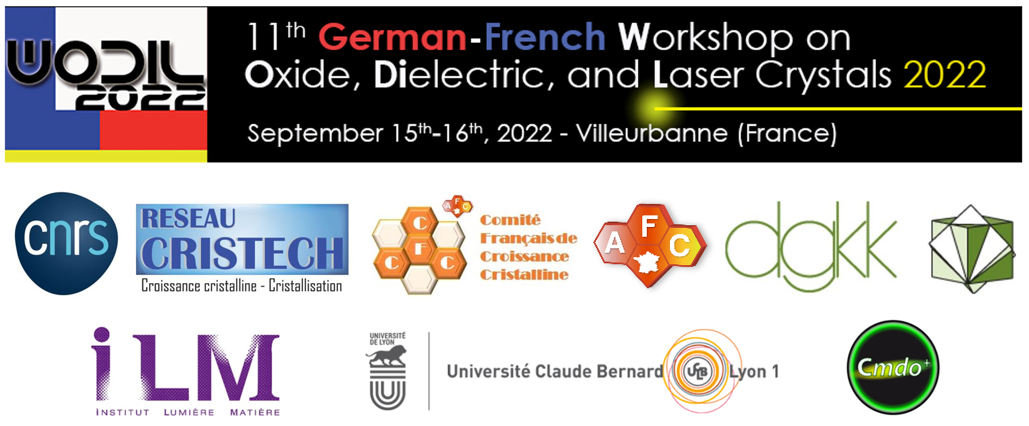 WODIL
2022
11th German-French Workshop on
Oxide, Dielectric, and Laser Crystals 2022
September 15th-16th, 2022 - Villeurbanne (France)
cnrs
RESEAU
CRISTECH
Croissance cristalline - Cristallisation
A F C
C F C C
Comité
Français de
Croissance
Cristalline
A F C
dgkk
iLM
INSTITUT LUMIÈRE MATIÈRE
UNIVERSITÉ
DE LYON
Université Claude Bernard UCLB Lyon 1
Cmdo+